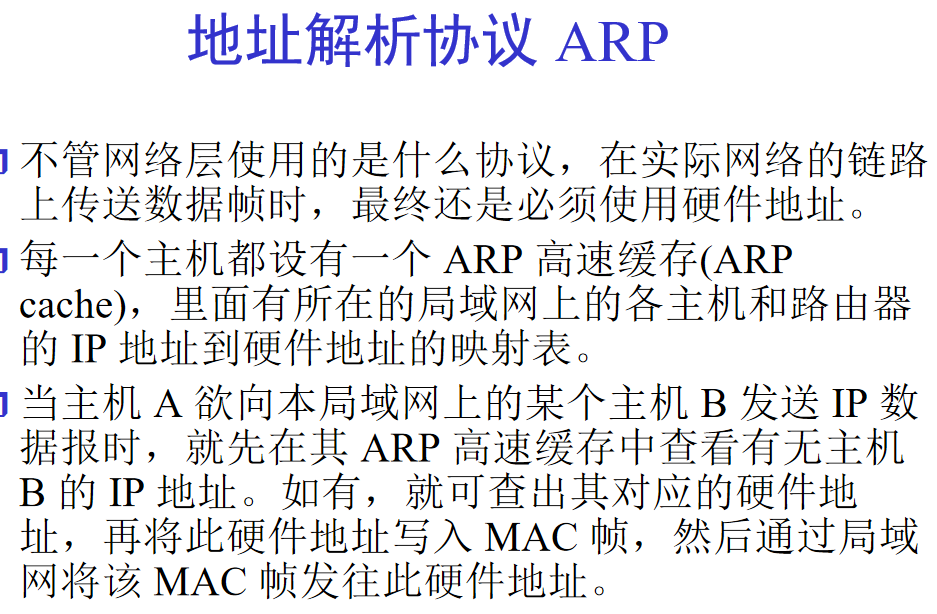 地址解析协议 ARP
不管网络层使用的是什么协议，在实际网络的链路
上传送数据帧时，最终还是必须使用硬件地址。
每一个主机都设有一个 ARP 高速缓存(ARP
cache)，里面有所在的局域网上的各主机和路由器
的 IP 地址到硬件地址的映射表。
当主机 A 欲向本局域网上的某个主机 B 发送 IP 数
据报时，就先在其 ARP 高速缓存中查看有无主机
B 的 IP 地址。如有，就可查出其对应的硬件地
址，再将此硬件地址写入 MAC 帧，然后通过局域
网将该 MAC 帧发往此硬件地址。